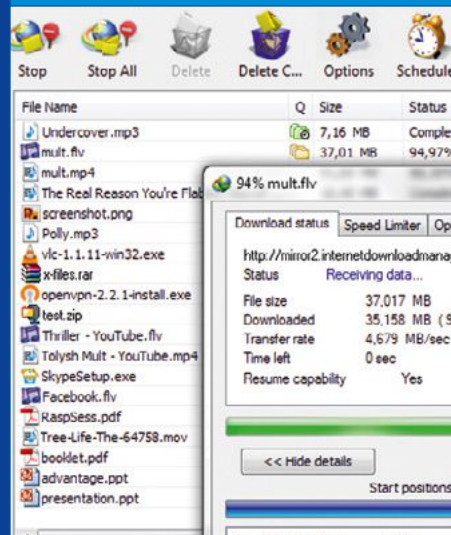 Stop Stop All Delete Delete C... Options Schedule
File Name Q Size Status
Undercover.mp3 7,16 MB Comple
mult.flv 37,01 MB 94,97%
mult.mp4
The Real Reason You're Fla
screenshot.png
Polly.mp3
vlc-1.1.11-win32.exe
x-files.rar
openvpn-2.2.1-install.exe
test.zip
Thriller - YouTube.flv
Tolysh Mult - YouTube.mp4
SkypeSetup.exe
Facebook.flv
RaspSess.pdf
Tree-Life-The-64758.mov
booklet.pdf
advantage.ppt
presentation.ppt
94% mult.flv
Download status Speed Limiter Op
http://mirror2.internetdownloadmana
Status Receiving data...
File size 37,017 MB
Downloaded 35,158 MB (
Transfer rate 4,679 MB/sec
Time left 0 sec
Resume capability Yes
<< Hide details
Start positions